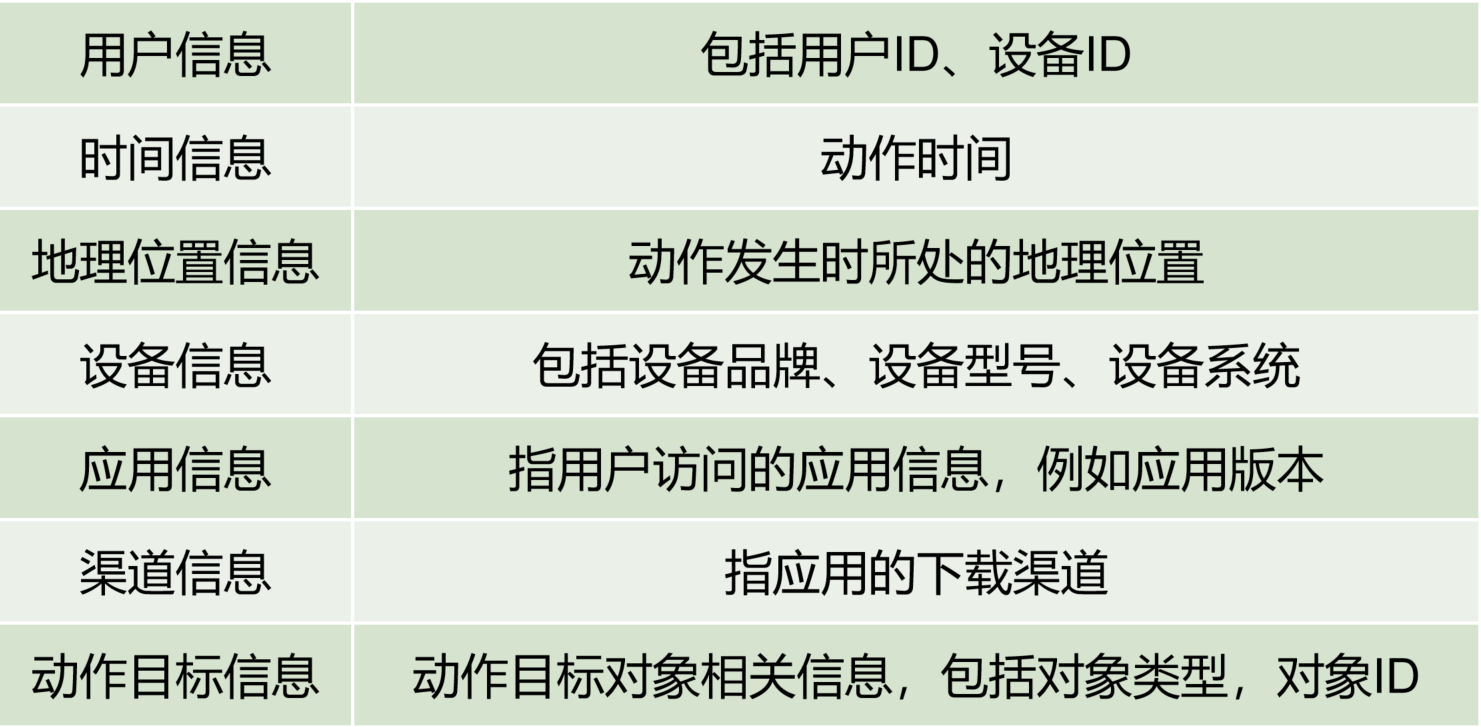 用户信息 包括用户ID、设备ID
时间信息 动作时间
地理位置信息 动作发生时所处的地理位置
设备信息 包括设备品牌、设备型号、设备系统
应用信息 指用户访问的应用信息，例如应用版本
渠道信息 指应用的下载渠道
动作目标信息 动作目标对象相关信息，包括对象类型，对象ID